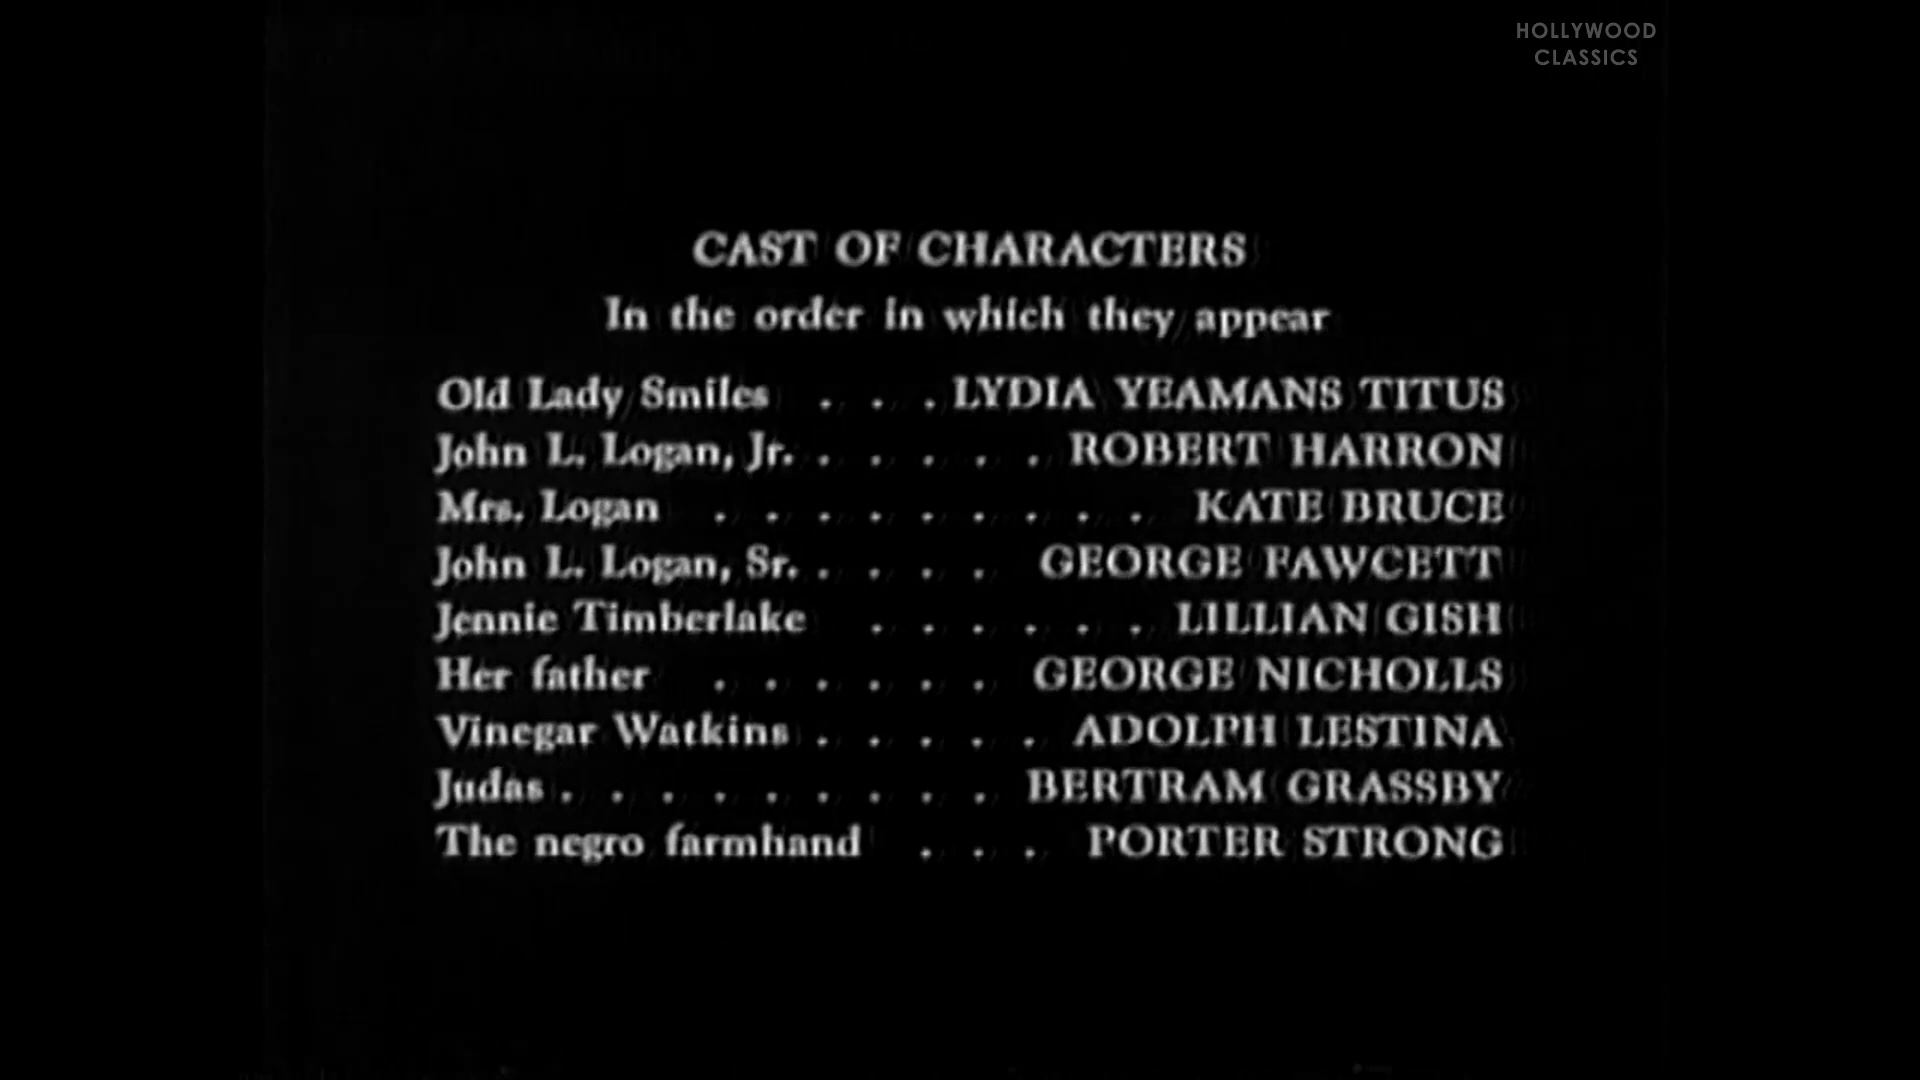 HOLLYWOOD
CLASSICS
CAST OF CHARACTERS
In the order in which they appear
Old Lady Smiles . . . LYDIA YEAMANS TITUS
John L. Logan, Jr. . . . . . ROBERT HARRON
Mrs. Logan . . . . . . . . . KATE BRUCE
John L. Logan, Sr. . . . . GEORGE FAWCETT
Jennie Timberlake . . . . . . LILLIAN GISH
Her father . . . . . . GEORGE NICHOLLS
Vinegar Watkins . . . . . ADOLPH LESTINA
Judas . . . . . . . . . BERTRAM GRASSBY
The negro farmhand . . . PORTER STRONG